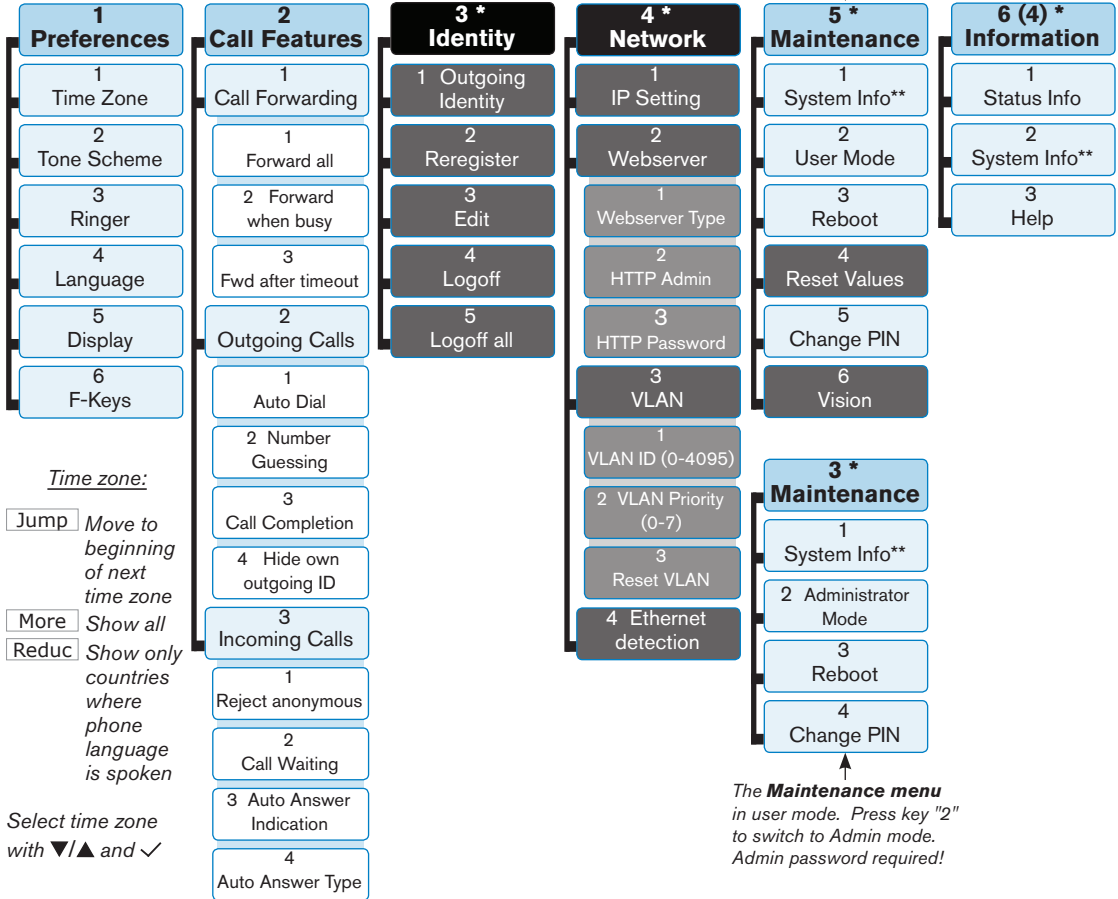 1
Preferences
1
Time Zone
2
Tone Scheme
3
Ringer
4
Language
5
Display
6
F-Keys
Time zone:
Jump Move to
beginning
of next
time zone
More Show all
Reduc Show only
countries
where
phone
language
is spoken
Select time zone
with ▼/▲ and ✓
2
Call Features
1
Call Forwarding
1
Forward all
2 Forward
when busy
3
Fwd after timeout
2
Outgoing Calls
1
Auto Dial
2 Number
Guessing
3
Call Completion
4 Hide own
outgoing ID
3
Incoming Calls
1
Reject anonymous
2
Call Waiting
3 Auto Answer
Indication
4
Auto Answer Type
3 *
Identity
1 Outgoing
Identity
2
Reregister
3
Edit
4
Logoff
5
Logoff all
4 *
Network
1
IP Setting
2
Webserver
1
Webserver Type
2
HTTP Admin
3
HTTP Password
3
VLAN
1
VLAN ID (0-4095)
2 VLAN Priority
(0-7)
3
Reset VLAN
4 Ethernet
detection
5 *
Maintenance
1
System Info**
2
User Mode
3
Reboot
4
Reset Values
5
Change PIN
6
Vision
3 *
Maintenance
1
System Info**
2 Administrator
Mode
3
Reboot
4
Change PIN
The Maintenance menu
in user mode. Press key "2"
to switch to Admin mode.
Admin password required!
6 (4) *
Information
1
Status Info
2
System Info**
3
Help